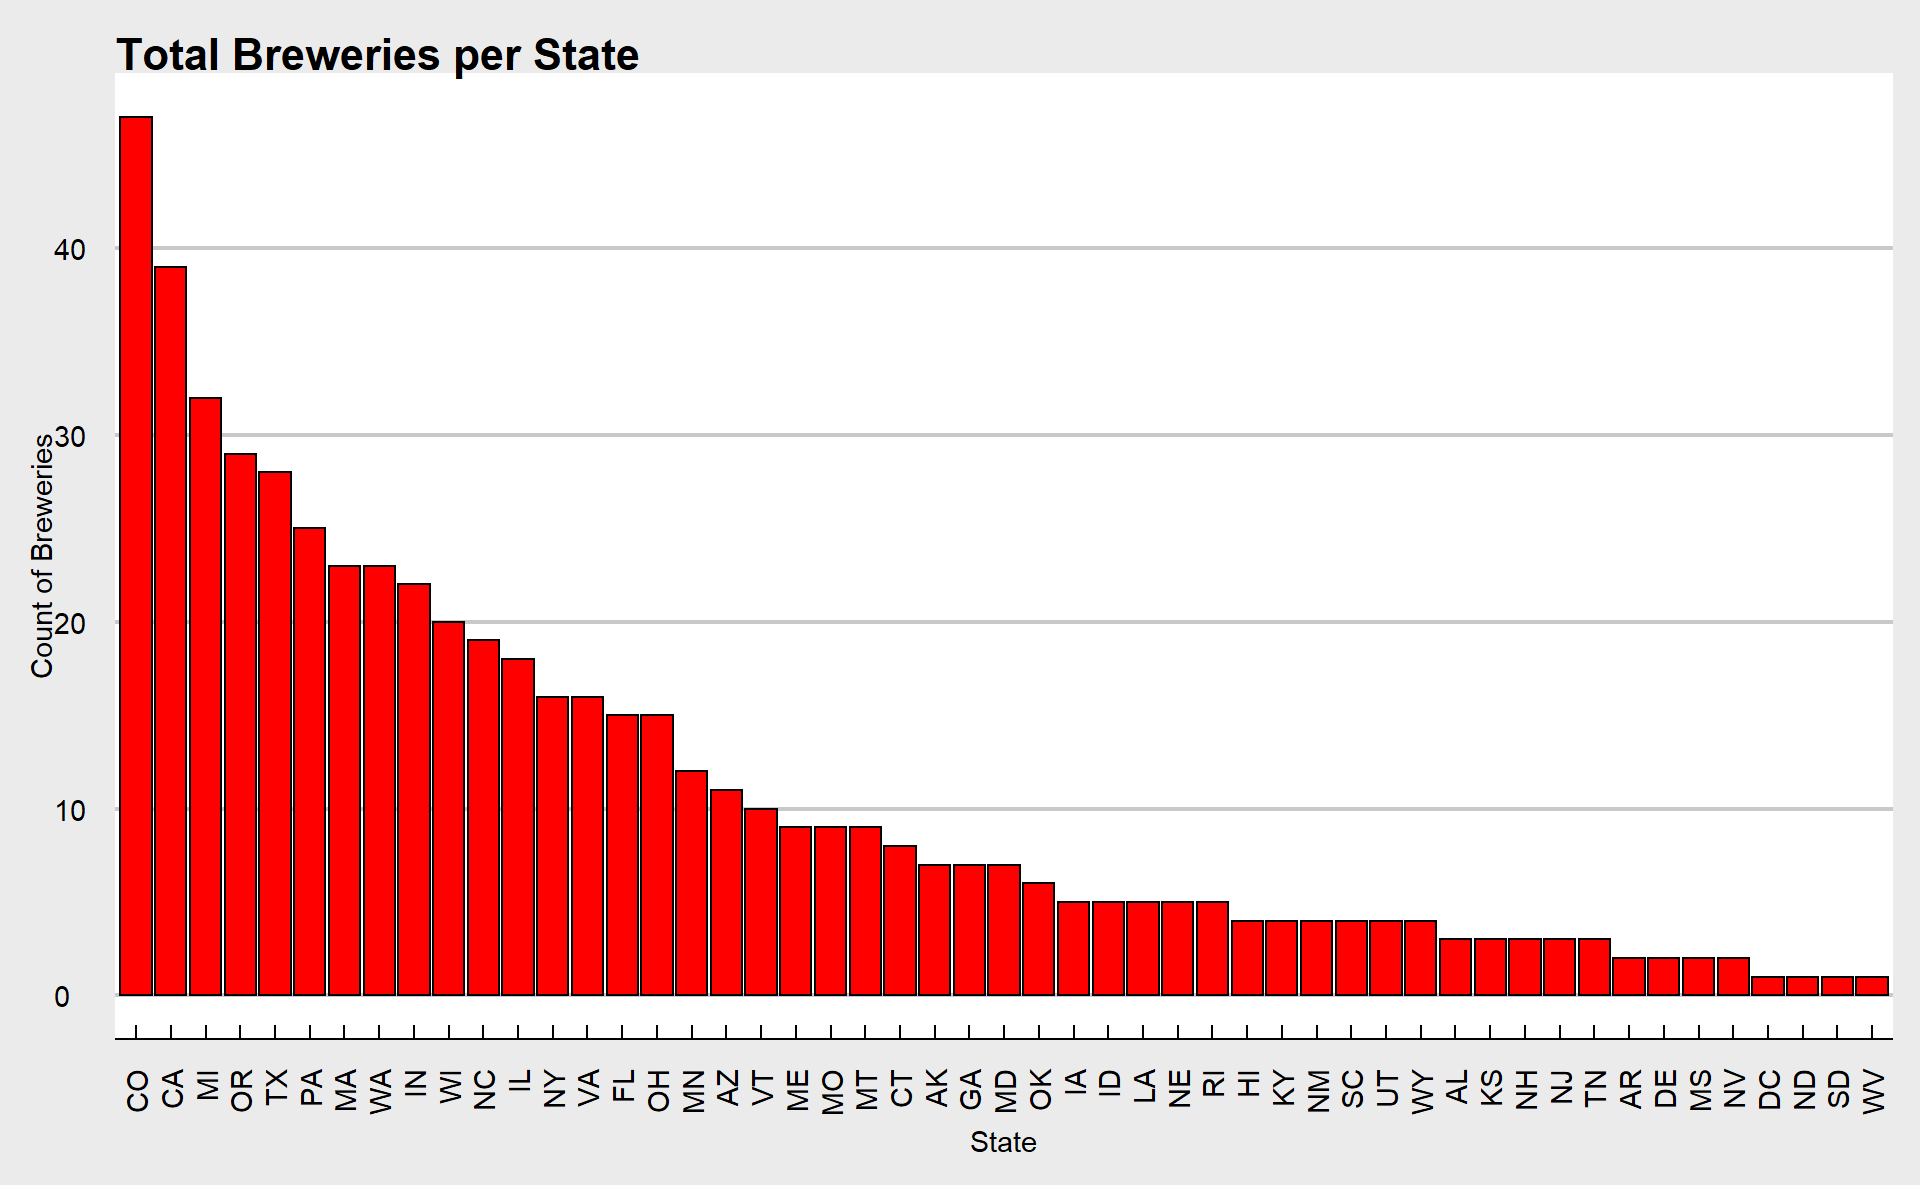 Total Breweries per State
Count of Breweries
40
30
20
10
0
CO CA MI OR TX PA MA WA IN WI NC IL NY VA FL OH MN AZ VT ME MO MT CT AK GA MD OK IA ID LA NE RI HI KY NM SC UT WY AL KS NH NJ TN AR DE MS NV DC ND SD WV
State